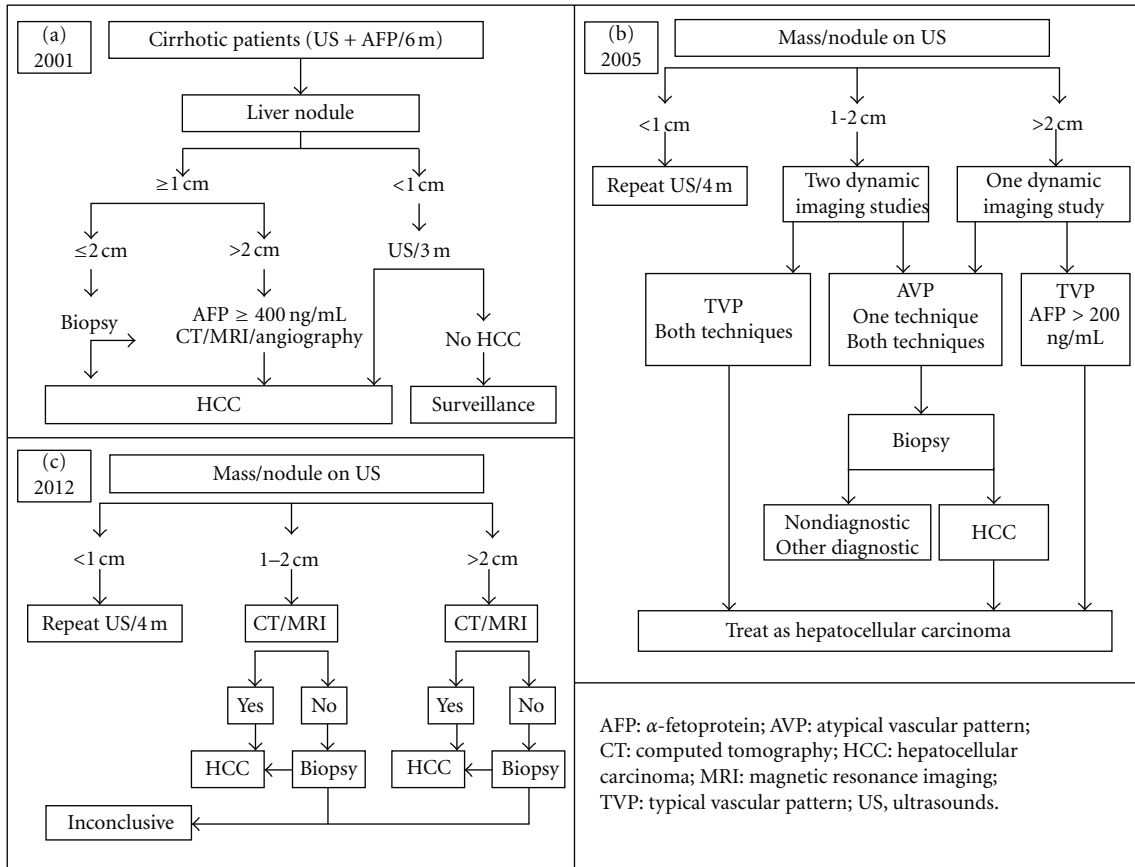 (a)
2001
Cirrhotic patients (US + AFP/6 m)
Liver nodule
≥1 cm
<1 cm
≤2 cm
>2 cm
US/3 m
Biopsy
AFP ≥ 400 ng/mL
CT/MRI/angiography
No HCC
HCC
Surveillance
(b)
2005
Mass/nodule on US
<1 cm
1-2 cm
>2 cm
Repeat US/4 m
Two dynamic
imaging studies
One dynamic
imaging study
TVP
Both techniques
AVP
One technique
Both techniques
TVP
AFP > 200
ng/mL
Biopsy
Nondiagnostic
Other diagnostic
HCC
Treat as hepatocellular carcinoma
(c)
2012
Mass/nodule on US
<1 cm
1–2 cm
>2 cm
Repeat US/4 m
CT/MRI
CT/MRI
Yes
No
Yes
No
HCC
Biopsy
HCC
Biopsy
Inconclusive
AFP: α-fetoprotein; AVP: atypical vascular pattern;
CT: computed tomography; HCC: hepatocellular
carcinoma; MRI: magnetic resonance imaging;
TVP: typical vascular pattern; US, ultrasounds.